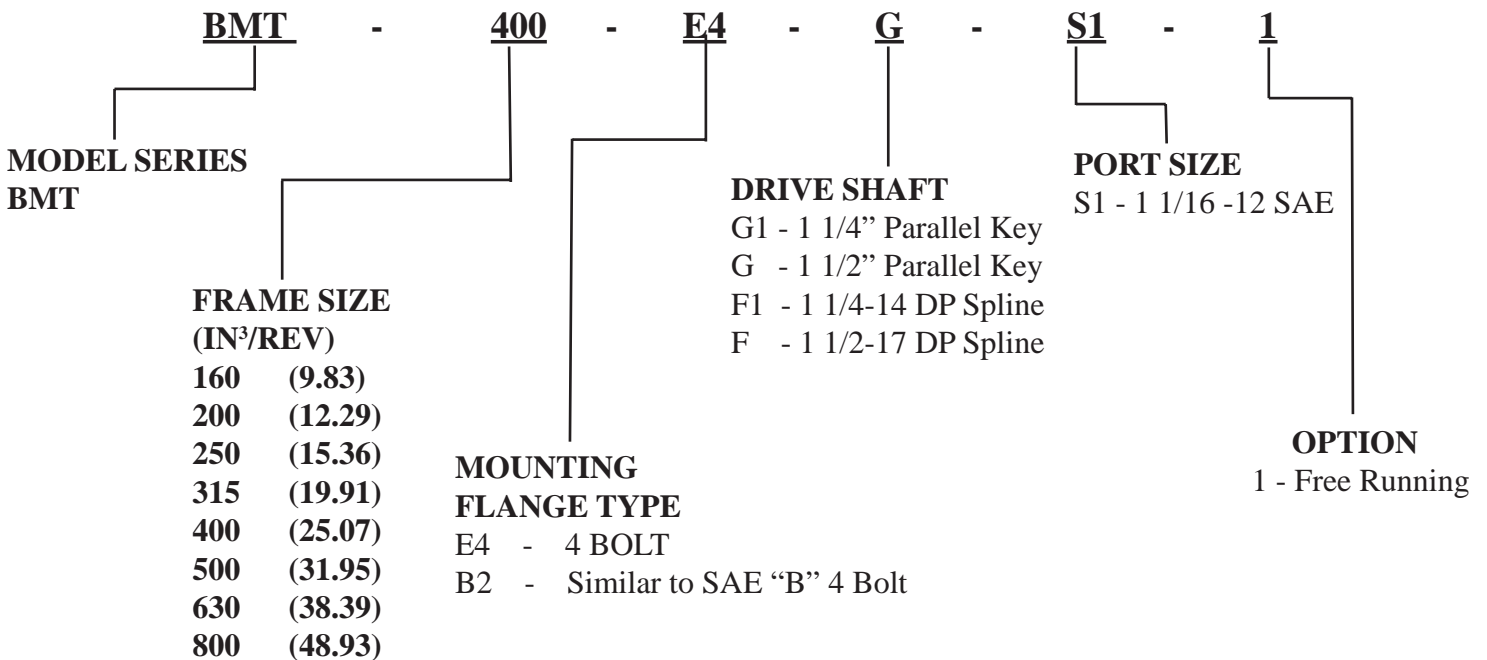 BMT - 400 - E4 - G - S1 - 1
MODEL SERIES
BMT
FRAME SIZE
(IN³/REV)
160 (9.83)
200 (12.29)
250 (15.36)
315 (19.91)
400 (25.07)
500 (31.95)
630 (38.39)
800 (48.93)
MOUNTING
FLANGE TYPE
E4 - 4 BOLT
B2 - Similar to SAE “B” 4 Bolt
DRIVE SHAFT
G1 - 1 1/4” Parallel Key
G - 1 1/2” Parallel Key
F1 - 1 1/4-14 DP Spline
F - 1 1/2-17 DP Spline
PORT SIZE
S1 - 1 1/16 -12 SAE
OPTION
1 - Free Running